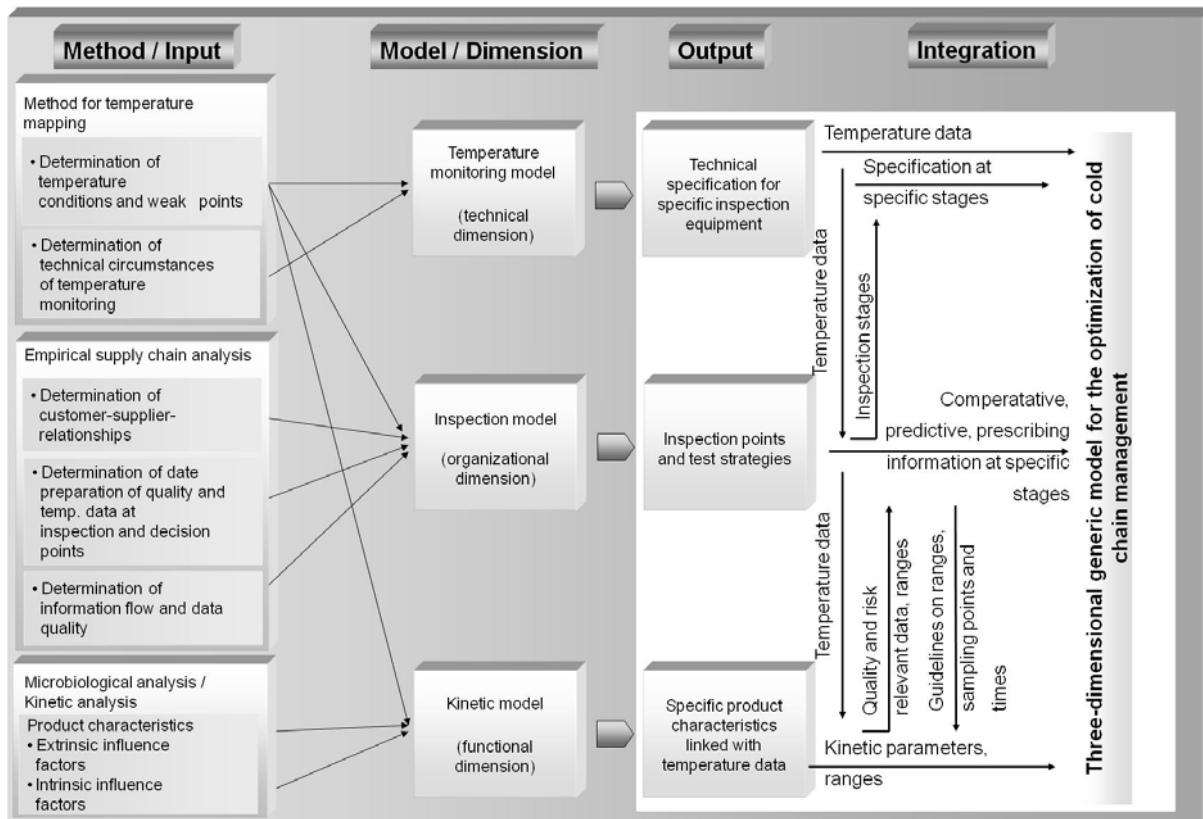 Method / Input
Model / Dimension
Output
Integration
Method for temperature
mapping
• Determination of
temperature
conditions and weak points
• Determination of
technical circumstances
of temperature
monitoring
Empirical supply chain analysis
• Determination of
customer-supplier-
relationships
• Determination of date
preparation of quality and
temp. data at
inspection and decision
points
• Determination of
information flow and data
quality
Microbiological analysis /
Kinetic analysis
Product characteristics
• Extrinsic influence
factors
• Intrinsic influence
factors
Temperature
monitoring model
(technical
dimension)
Inspection model
(organizational
dimension)
Kinetic model
(functional
dimension)
Technical
specification for
specific inspection
equipment
Inspection points
and test strategies
Specific product
characteristics
linked with
temperature data
Temperature data
Specification at
specific stages
Temperature data
Inspection stages
Comperatative,
predictive, prescribing
information at specific
stages
Temperature data
Quality and risk
relevant data, ranges
Guidelines on ranges,
sampling points and
times
Kinetic parameters,
ranges
Three-dimensional generic model for the optimization of cold
chain management